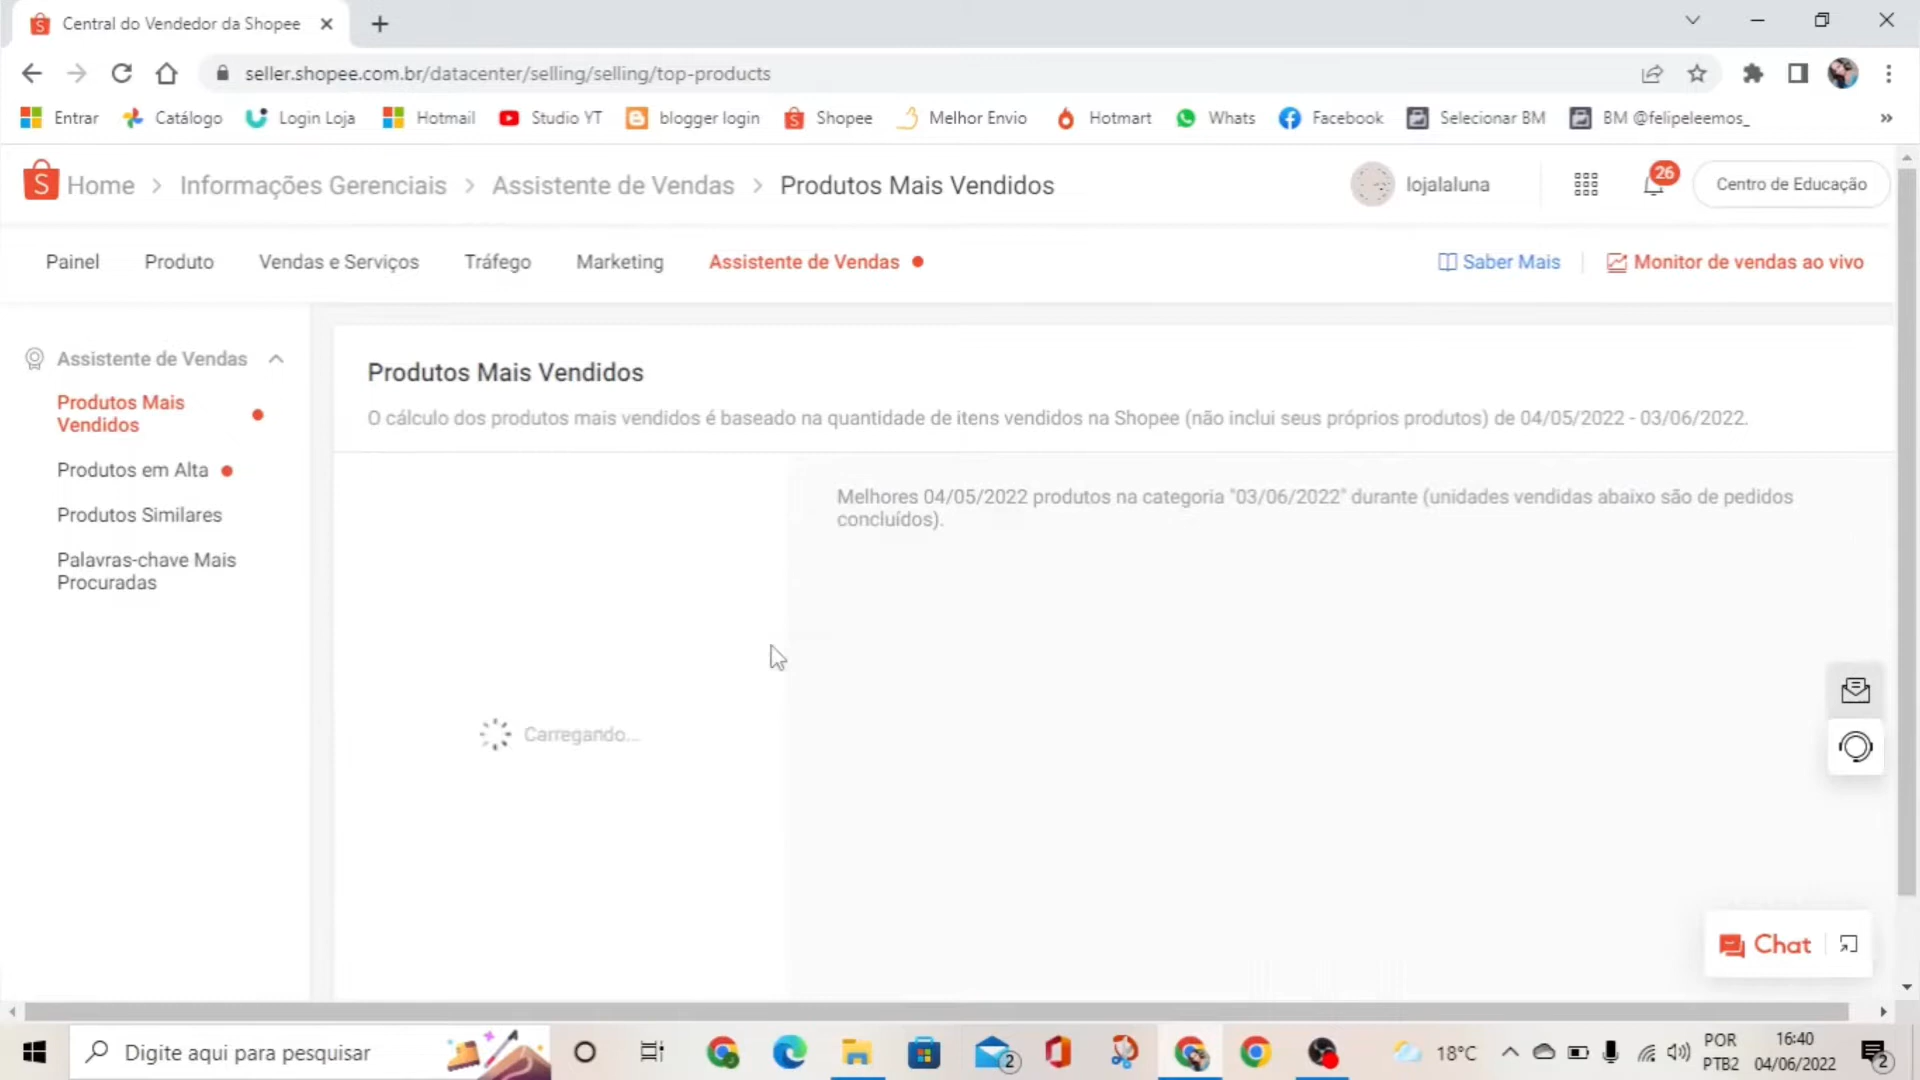 Central do Vendedor da Shopee
seller.shopee.com.br/datacenter/selling/selling/top-products
Entrar Catálogo Login Loja Hotmail Studio YT blogger login Shopee Melhor Envio Hotmart Whats Facebook Selecionar BM BM @felipeleemos_
Home > Informações Gerenciais > Assistente de Vendas > Produtos Mais Vendidos lojalaluna 26 Centro de Educação
Painel Produto Vendas e Serviços Tráfego Marketing Assistente de Vendas Saber Mais Monitor de vendas ao vivo
Assistente de Vendas
Produtos Mais
Vendidos
Produtos em Alta
Produtos Similares
Palavras-chave Mais
Procuradas
Produtos Mais Vendidos
O cálculo dos produtos mais vendidos é baseado na quantidade de itens vendidos na Shopee (não inclui seus próprios produtos) de 04/05/2022 - 03/06/2022.
Melhores 04/05/2022 produtos na categoria "03/06/2022" durante (unidades vendidas abaixo são de pedidos
concluídos).
Carregando...
Chat
Digite aqui para pesquisar
2
18°C
POR
PTB2
16:40
04/06/2022
2